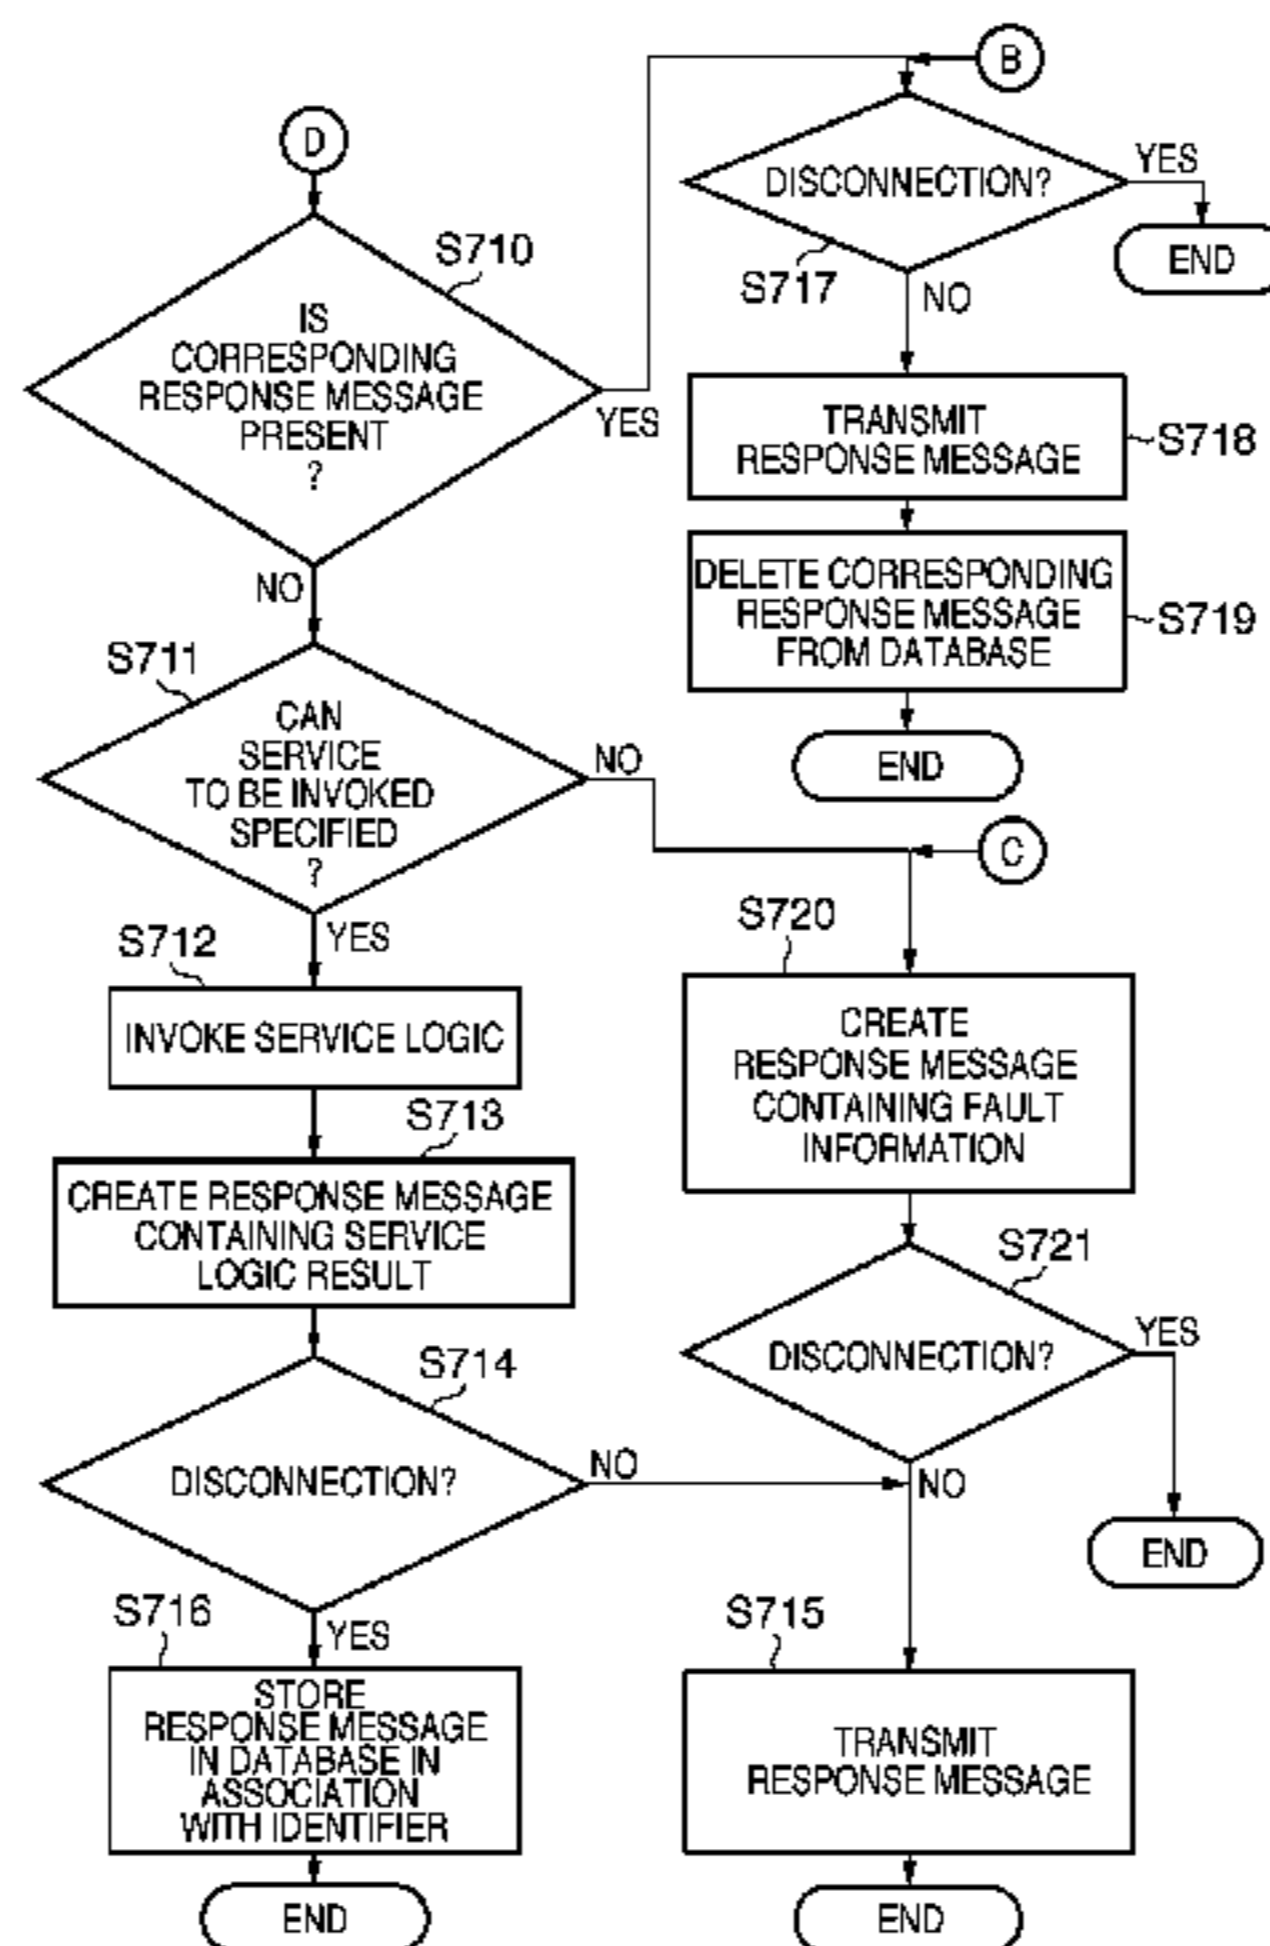 D
S710
IS
CORRESPONDING
RESPONSE MESSAGE
PRESENT
?
YES
NO
S711
CAN
SERVICE
TO BE INVOKED
SPECIFIED
?
NO
YES
S712
INVOKE SERVICE LOGIC
S713
CREATE RESPONSE MESSAGE
CONTAINING SERVICE
LOGIC RESULT
S714
DISCONNECTION?
NO
YES
S716
STORE
RESPONSE MESSAGE
IN DATABASE IN
ASSOCIATION
WITH IDENTIFIER
END
B
DISCONNECTION?
YES
END
S717
NO
TRANSMIT
RESPONSE MESSAGE
S718
DELETE CORRESPONDING
RESPONSE MESSAGE
FROM DATABASE
S719
END
C
S720
CREATE
RESPONSE MESSAGE
CONTAINING FAULT
INFORMATION
S721
DISCONNECTION?
YES
END
NO
S715
TRANSMIT
RESPONSE MESSAGE
END